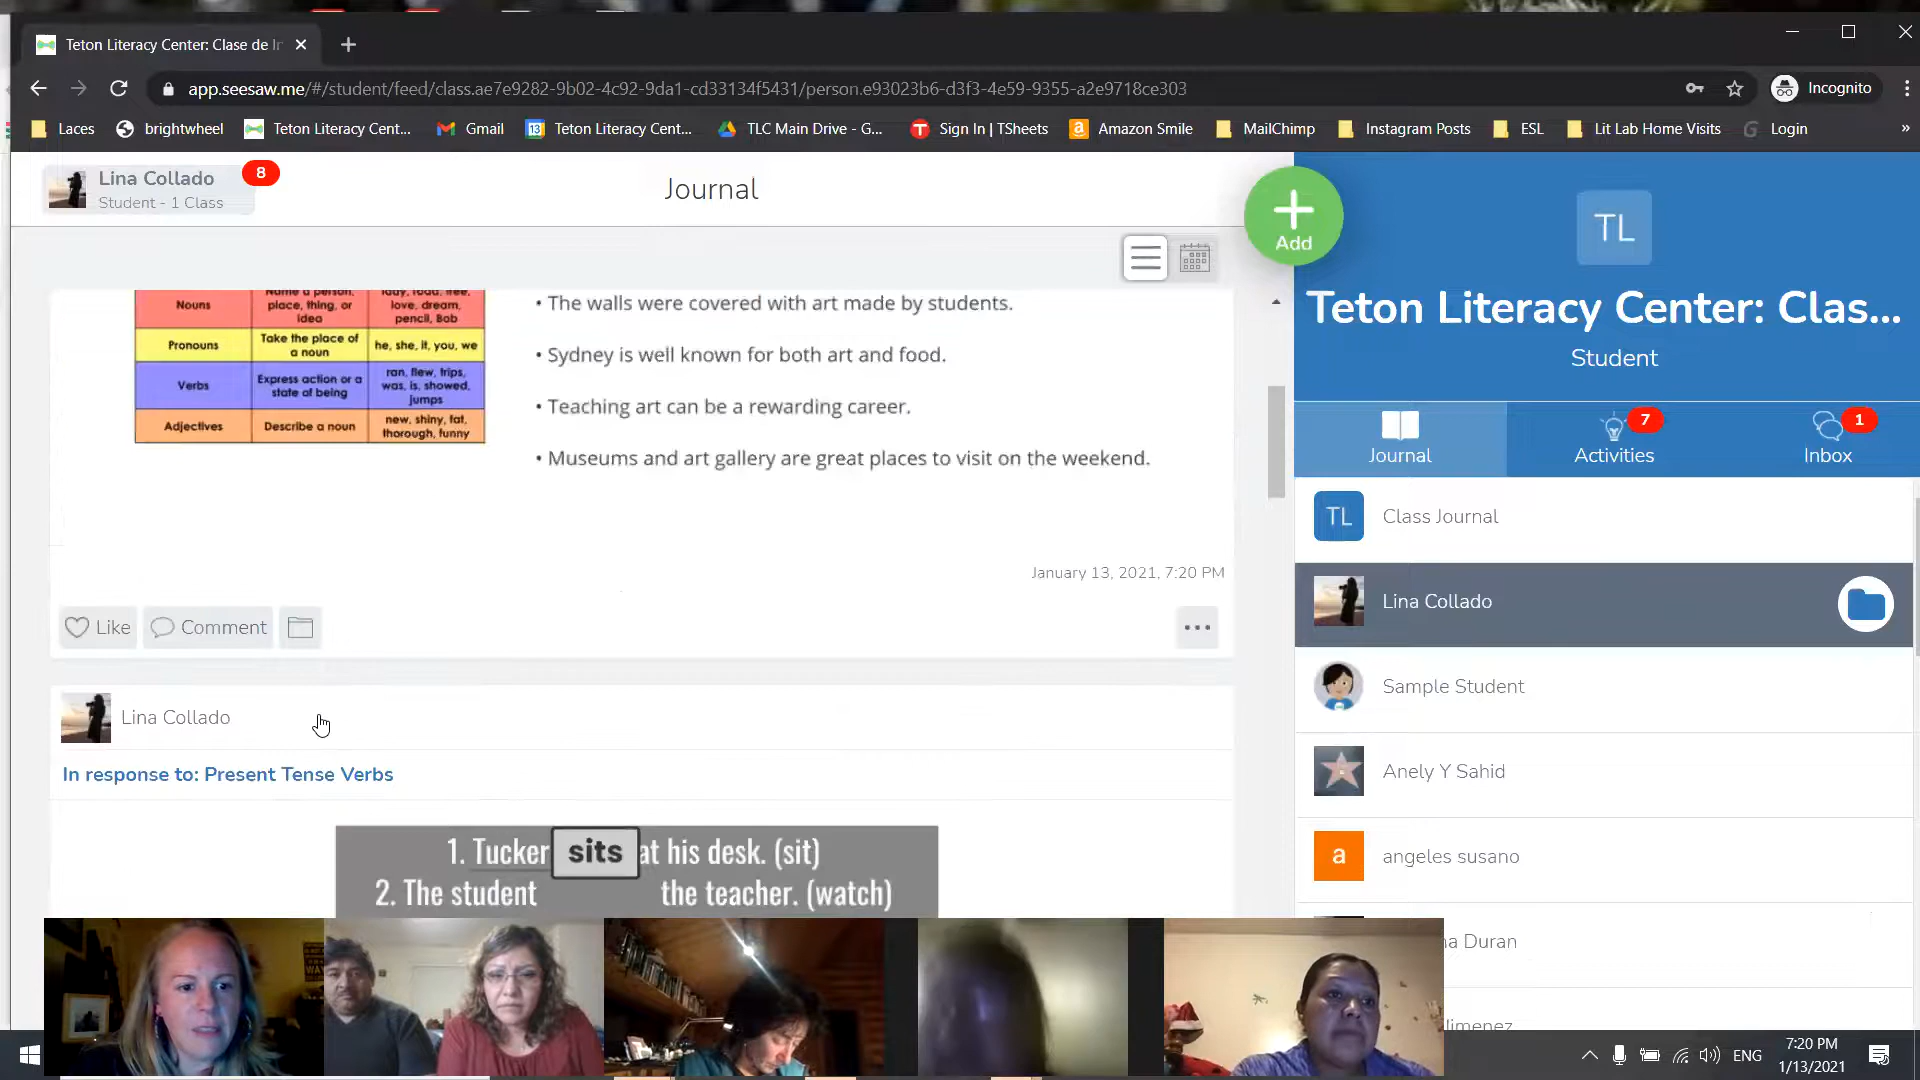 Teton Literacy Center: Clase de In
app.seesaw.me/#/student/feed/class.ae7e9282-9b02-4c92-9da1-cd33134f5431/person.e93023b6-d3f3-4e59-9355-a2e9718ce303
Incognito
Laces
brightwheel
Teton Literacy Cent...
Gmail
Teton Literacy Cent...
TLC Main Drive - G...
Sign In | TSheets
Amazon Smile
MailChimp
Instagram Posts
ESL
Lit Lab Home Visits
Login
»
Lina Collado
Student - 1 Class
8
Journal
Add
TL
Teton Literacy Center: Clas...
Student
Journal
Activities
7
Inbox
1
Nouns
Name a person,
place, thing, or
idea
lady, road, tree,
love, dream,
pencil, Bob
Pronouns
Take the place of
a noun
he, she, it, you, we
Verbs
Express action or a
state of being
ran, flew, trips,
was, is, showed,
jumps
Adjectives
Describe a noun
new, shiny, fat,
thorough, funny
• The walls were covered with art made by students.
• Sydney is well known for both art and food.
• Teaching art can be a rewarding career.
• Museums and art gallery are great places to visit on the weekend.
January 13, 2021, 7:20 PM
Like
Comment
Lina Collado
In response to: Present Tense Verbs
1. Tucker sits at his desk. (sit)
2. The student the teacher. (watch)
TL
Class Journal
Lina Collado
Sample Student
Anely Y Sahid
a
angeles susano
na Duran
Jimenez
ENG
7:20 PM
1/13/2021